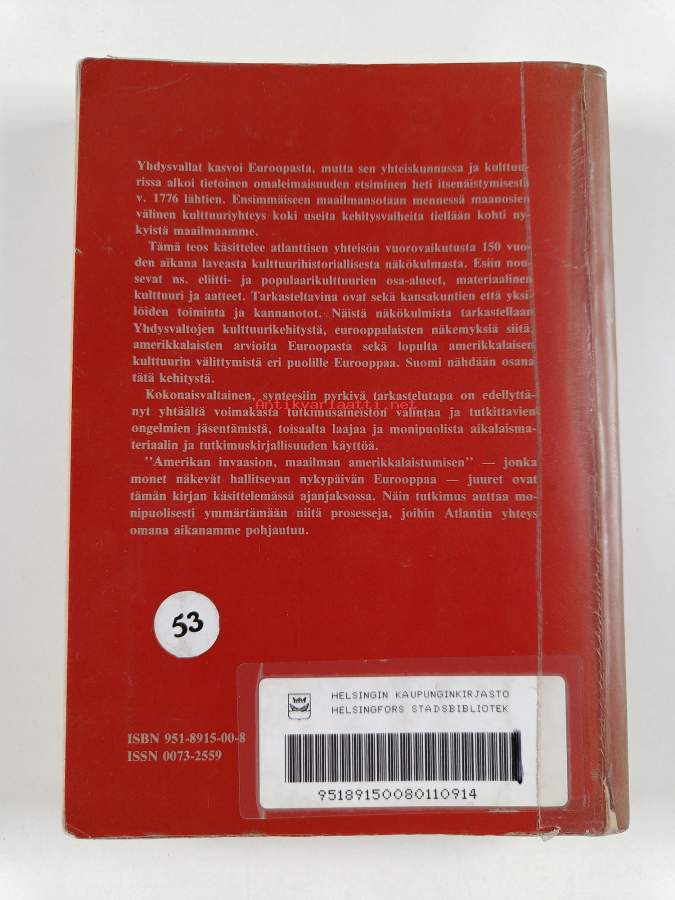 Yhdysvallat kasvoi Euroopasta, mutta sen yhteiskunnassa ja kulttuu-
rissa alkoi tietoinen omaleimaisuuden etsiminen heti itsenäistymisestä
v. 1776 lähtien. Ensimmäiseen maailmansotaan mennessä maanosien
välinen kulttuuriyhteys koki useita kehitysvaiheita tiellään kohti ny-
kyistä maailmaamme.
Tämä teos käsittelee atlanttisen yhteisön vuorovaikutusta 150 vuo-
den aikana laveasta kulttuurihistoriallisesta näkökulmasta. Esiin nou-
sevat ns. eliitti- ja populaarikulttuurien osa-alueet, materiaalinen
kulttuuri ja aatteet. Tarkasteltavina ovat sekä kansakuntien että yksi-
löiden toiminta ja kannanotot. Näistä näkökulmista tarkastellaan
Yhdysvaltojen kulttuurikehitystä, eurooppalaisten näkemyksiä siitä,
amerikkalaisten arvioita Euroopasta sekä lopulta amerikkalaisen
kulttuurin välittymistä eri puolille Eurooppaa. Suomi nähdään osana
tätä kehitystä.
Kokonaisvaltainen, synteesiin pyrkivä tarkastelutapa on edellyttä-
Antikvariaatti.net
nyt yhtäältä voimakasta tutkimusaineiston valintaa ja tutkittavien
ongelmien jäsentämistä, toisaalta laajaa ja monipuolista aikalaisma-
teriaalin ja tutkimuskirjallisuuden käyttöä.
''Amerikan invaasion, maailman amerikkalaistumisen'' — jonka
monet näkevät hallitsevan nykypäivän Eurooppaa — juuret ovat
tämän kirjan käsittelemässä ajanjaksossa. Näin tutkimus auttaa mo-
nipuolisesti ymmärtämään niitä prosesseja, joihin Atlantin yhteys
omana aikanamme pohjautuu.
53
HELSINGIN KAUPUNGINKIRJASTO
HELSINGFORS STADSBIBLIOTEK
ISBN 951-8915-00-8
ISSN 0073-2559
95189150080110914